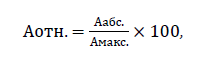 Аотн. = Аабс. / Амакс. × 100,